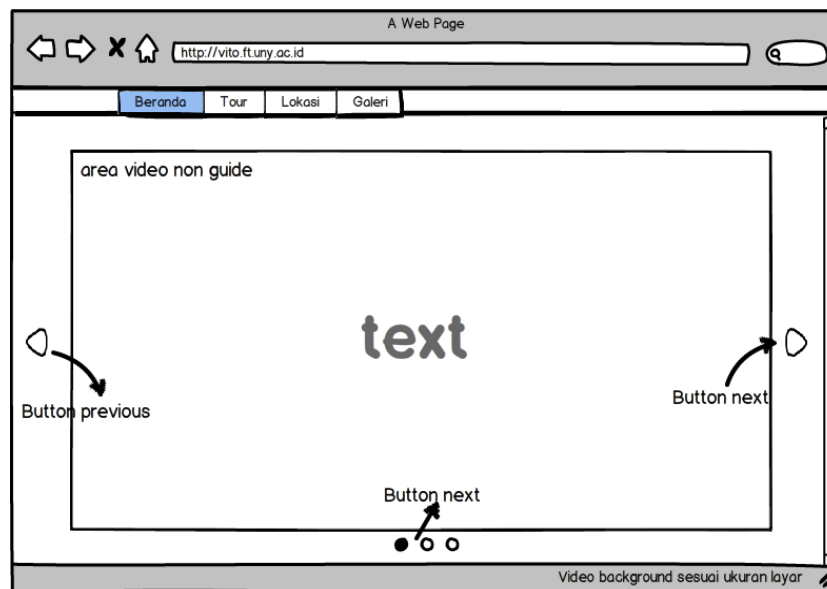 A Web Page
http://vito.ft.uny.ac.id
Beranda Tour Lokasi Galeri
area video non guide
text
Button previous
Button next
Button next
Video background sesuai ukuran layar